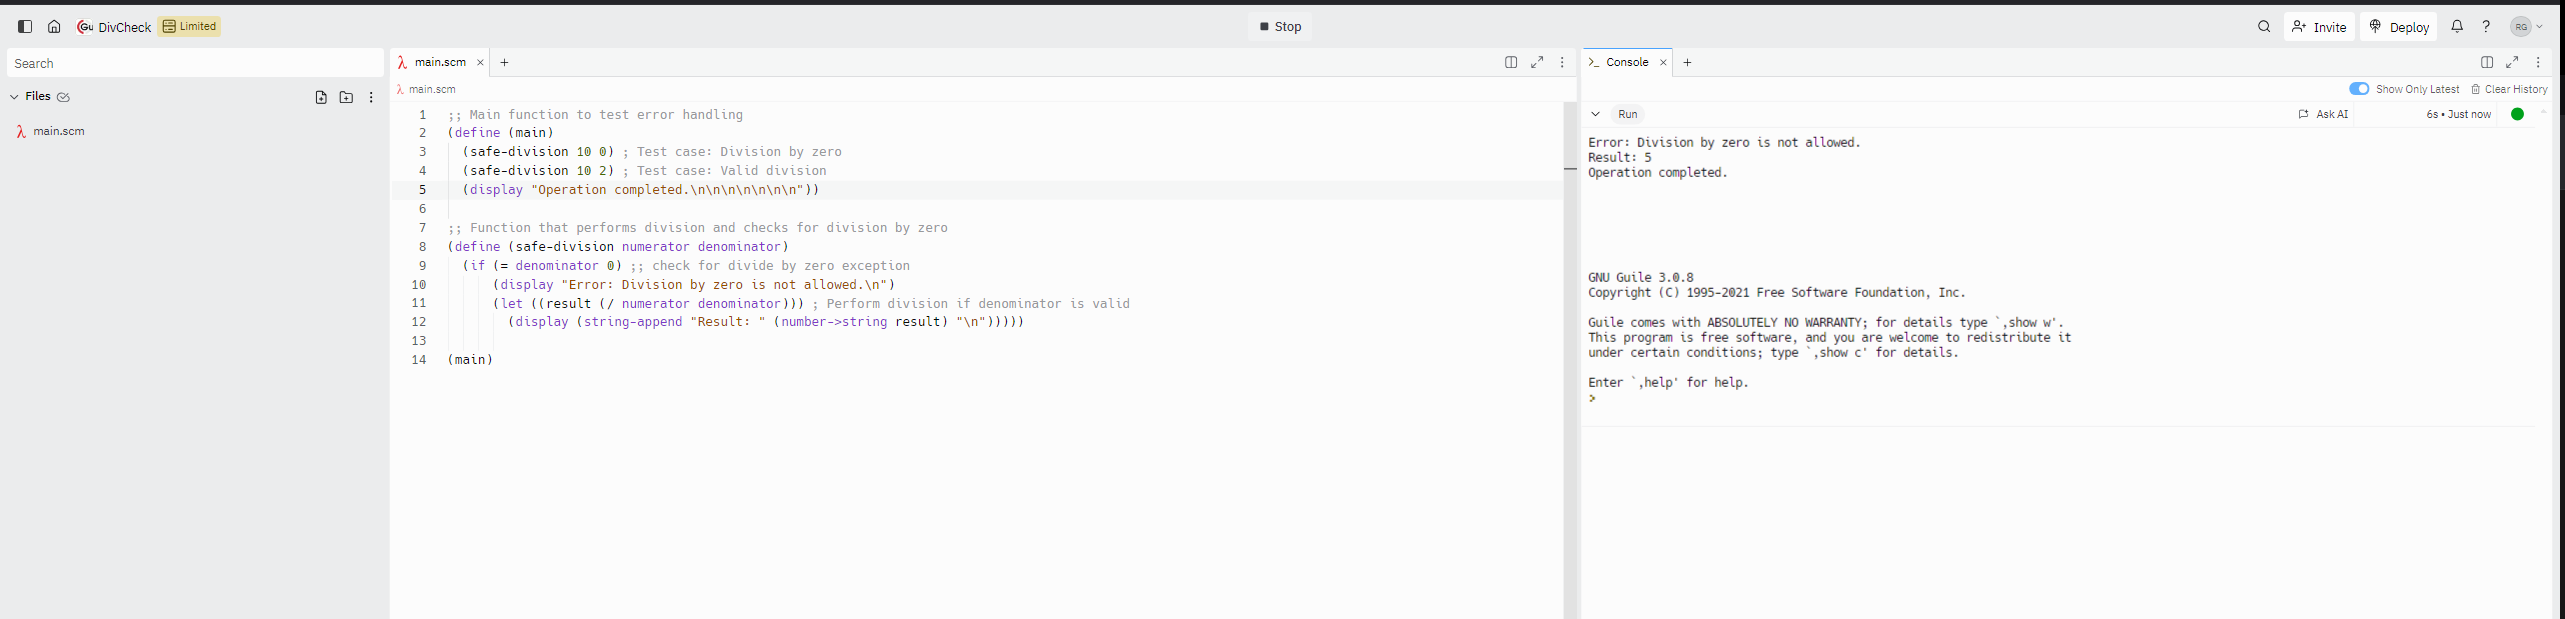 DivCheck Limited
Stop
Invite Deploy ? RG
Search
Files
main.scm
main.scm × +
main.scm
1 ;; Main function to test error handling
2 (define (main)
3 (safe-division 10 0) ; Test case: Division by zero
4 (safe-division 10 2) ; Test case: Valid division
5 (display "Operation completed.\n\n\n\n\n\n\n"))
6
7 ;; Function that performs division and checks for division by zero
8 (define (safe-division numerator denominator)
9 (if (= denominator 0) ;; check for divide by zero exception
10 (display "Error: Division by zero is not allowed.\n")
11 (let ((result (/ numerator denominator))) ; Perform division if denominator is valid
12 (display (string-append "Result: " (number->string result) "\n")))))
13
14 (main)
>_ Console × +
Show Only Latest Clear History
Run Ask AI 6s • Just now
Error: Division by zero is not allowed.
Result: 5
Operation completed.
GNU Guile 3.0.8
Copyright (C) 1995-2021 Free Software Foundation, Inc.
Guile comes with ABSOLUTELY NO WARRANTY; for details type `,show w'.
This program is free software, and you are welcome to redistribute it
under certain conditions; type `,show c' for details.
Enter `,help' for help.
>